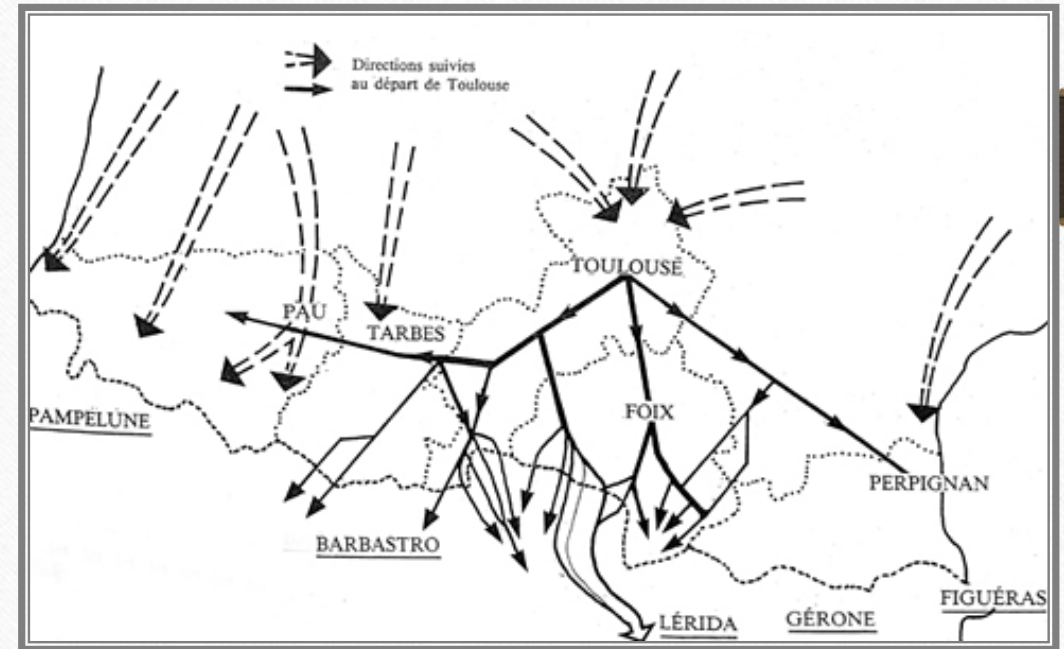 Directions suivies
au départ de Toulouse
TOULOUSE
PAU
TARBES
FOIX
PAMPELUNE
PERPIGNAN
BARBASTRO
FIGUÉRAS
LÉRIDA
GÉRONE